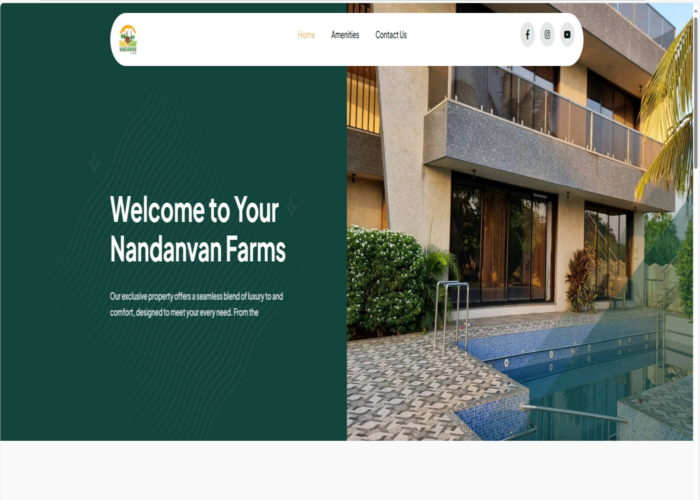 NANDANVAN
Home Amenities Contact Us
Welcome to Your
Nandanvan Farms
Our exclusive property offers a seamless blend of luxury to and
comfort, designed to meet your every need. From the